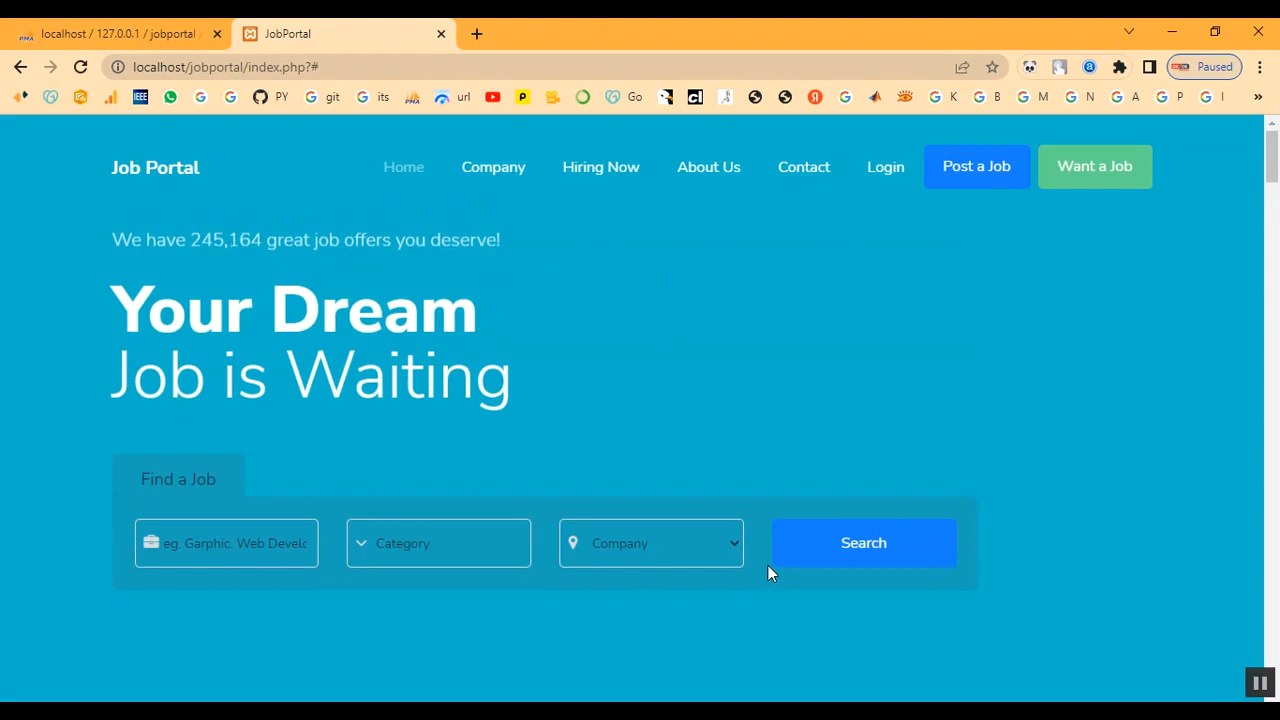 localhost / 127.0.0.1 / jobportal
JobPortal
localhost/jobportal/index.php?#
Paused
IEEE
PY
git
its
url
Go
K
B
M
N
A
P
I
Job Portal
Home
Company
Hiring Now
About Us
Contact
Login
Post a Job
Want a Job
We have 245,164 great job offers you deserve!
Your Dream
Job is Waiting
Find a Job
eg. Garphic. Web Develc
Category
Company
Search